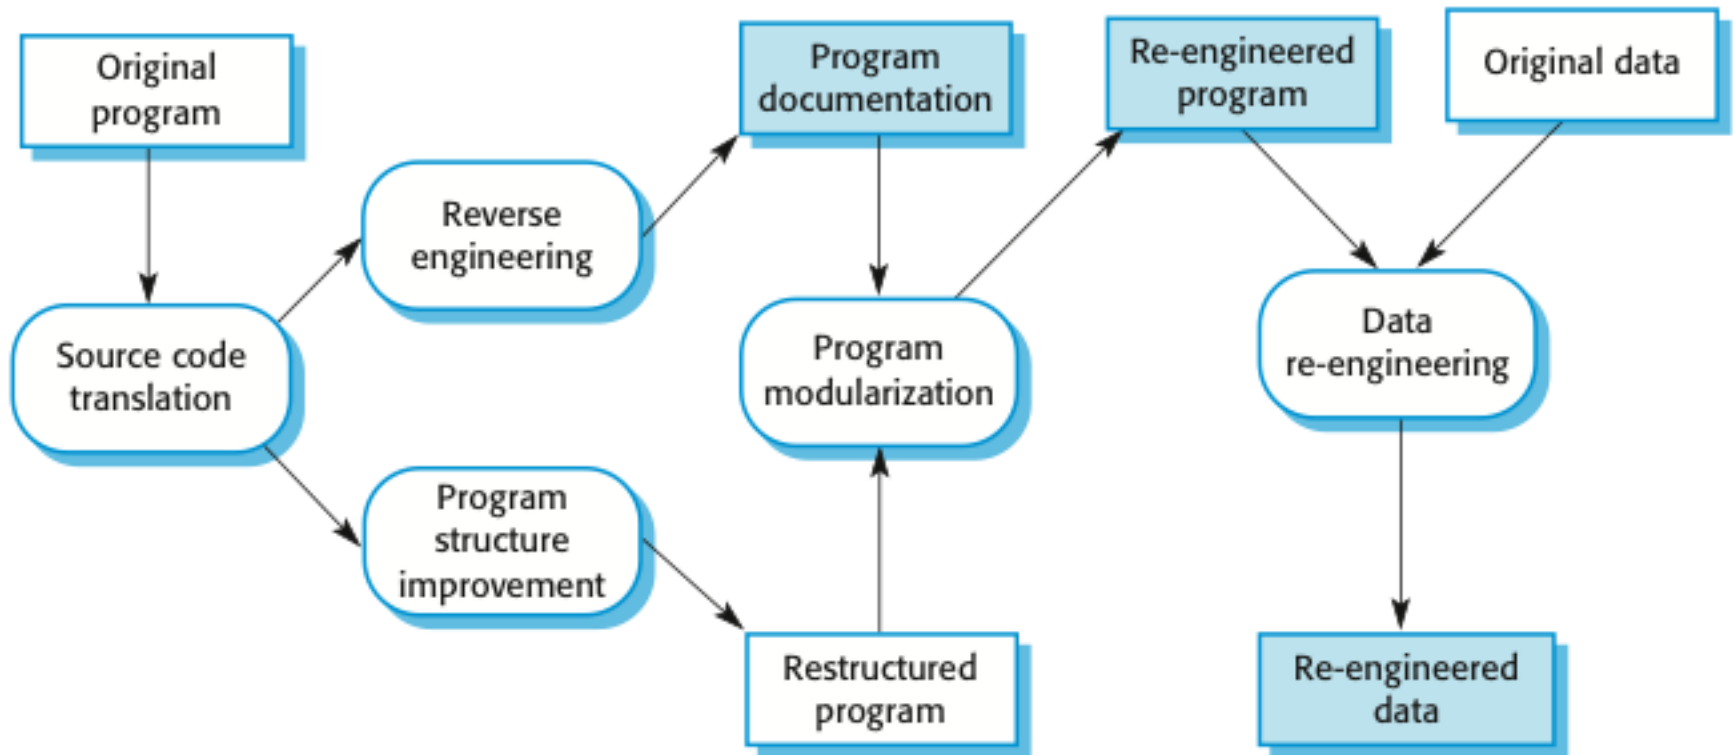 Original
program
Program
documentation
Re-engineered
program
Original data
Reverse
engineering
Source code
translation
Program
modularization
Data
re-engineering
Program
structure
improvement
Restructured
program
Re-engineered
data